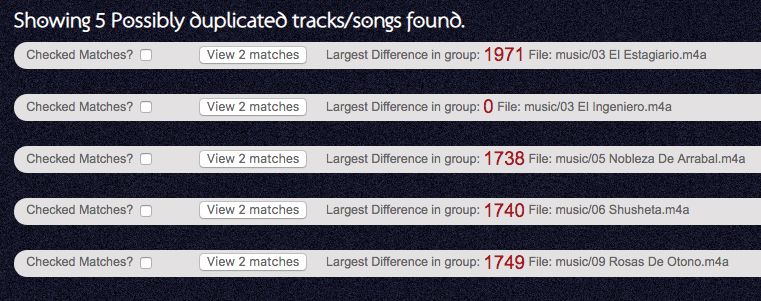 Showing 5 Possibly duplicated tracks/songs found.
Checked Matches? View 2 matches Largest Difference in group: 1971 File: music/03 El Estagiario.m4a
Checked Matches? View 2 matches Largest Difference in group: 0 File: music/03 El Ingeniero.m4a
Checked Matches? View 2 matches Largest Difference in group: 1738 File: music/05 Nobleza De Arrabal.m4a
Checked Matches? View 2 matches Largest Difference in group: 1740 File: music/06 Shusheta.m4a
Checked Matches? View 2 matches Largest Difference in group: 1749 File: music/09 Rosas De Otono.m4a